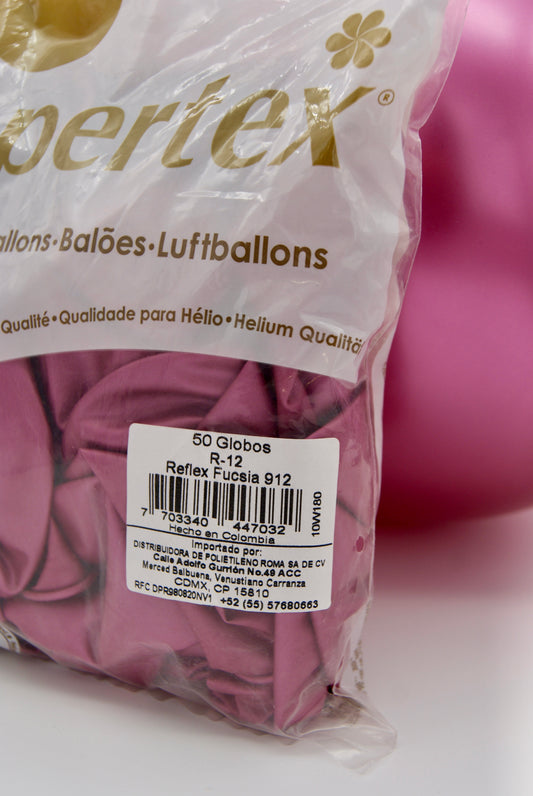 pertex®
allons•Balões•Luftballons
Qualité•Qualidade para Hélio•Helium Qualitä
50 Globos
R-12
Reflex Fucsia 912
7 703340 447032
10W180
Hecho en Colombia
Importado por:
DISTRIBUIDORA DE POLIETILENO ROMA SA DE CV
Calle Adolfo Gurrión No.49 ACC
Merced Balbuena, Venustiano Carranza
CDMX, CP 15810
RFC DPR980820NV1 +52 (55) 57680663